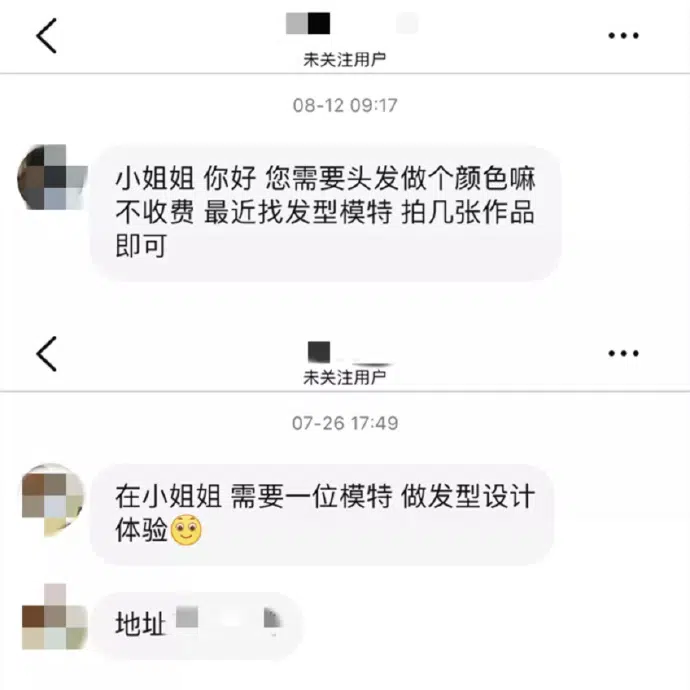 未关注用户
08-12 09:17
小姐姐 你好 您需要头发做个颜色嘛
不收费 最近找发型模特 拍几张作品
即可
未关注用户
07-26 17:49
在小姐姐 需要一位模特 做发型设计
体验
地址